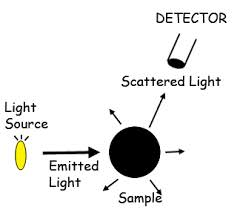 DETECTOR
Scattered Light
Light
Source
Emitted
Light
Sample